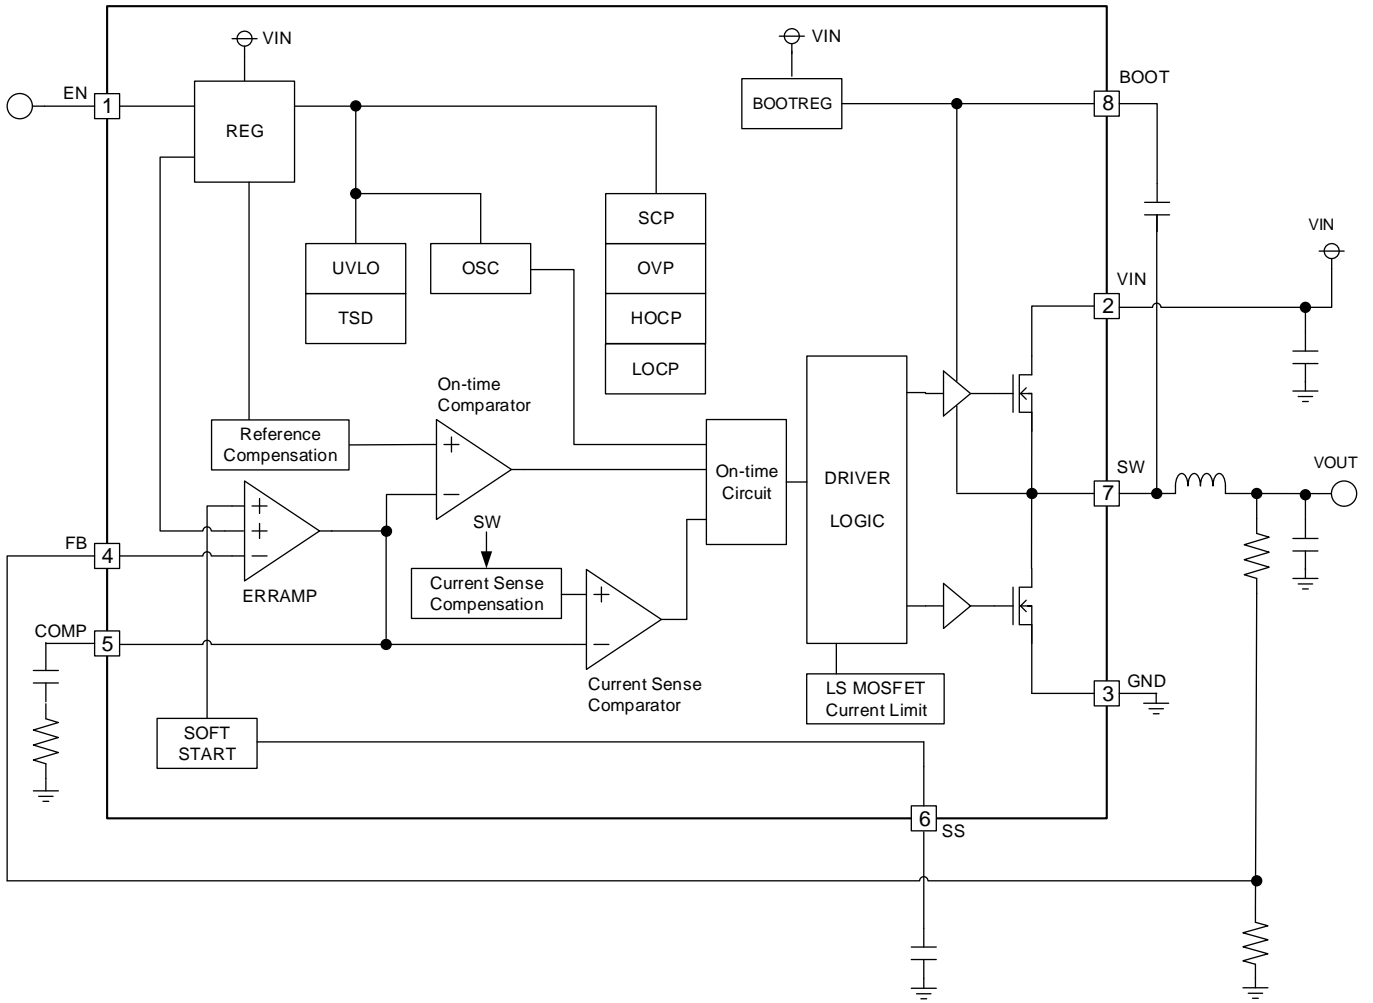 VIN
VIN
EN
1
REG
BOOTREG
BOOT
8
SCP
OVP
HOCP
LOCP
UVLO
TSD
OSC
VIN
VIN
2
On-time
Comparator
Reference
Compensation
+
−
On-time
Circuit
DRIVER
LOGIC
SW
7
VOUT
+
+
−
ERRAMP
FB
4
SW
Current Sense
Compensation
+
−
Current Sense
Comparator
COMP
5
LS MOSFET
Current Limit
3
GND
SOFT
START
6
SS